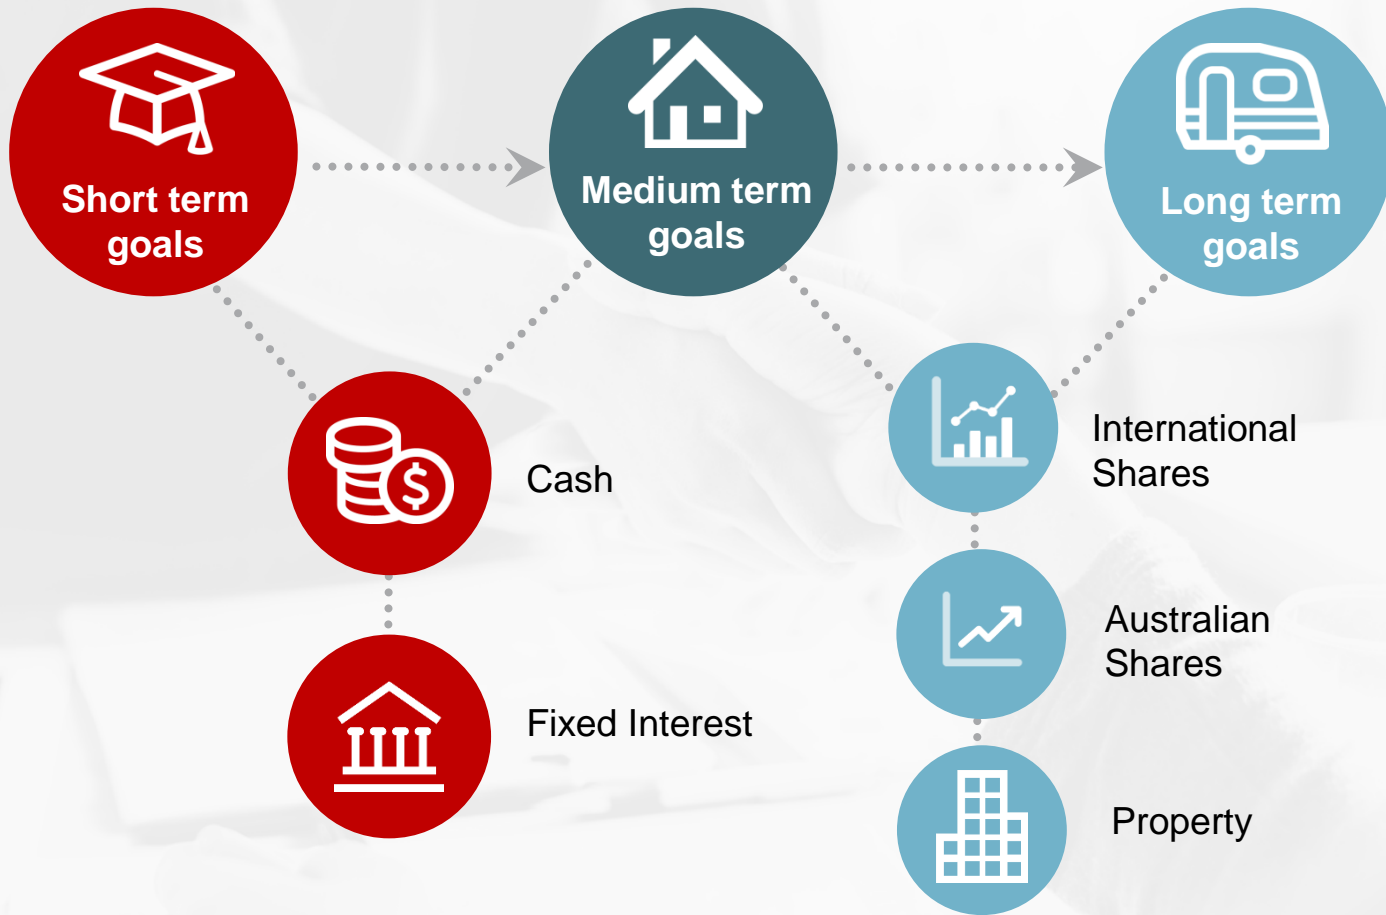 Short term
goals
Medium term
goals
Long term
goals
$
Cash
International
Shares
Australian
Shares
Fixed Interest
Property